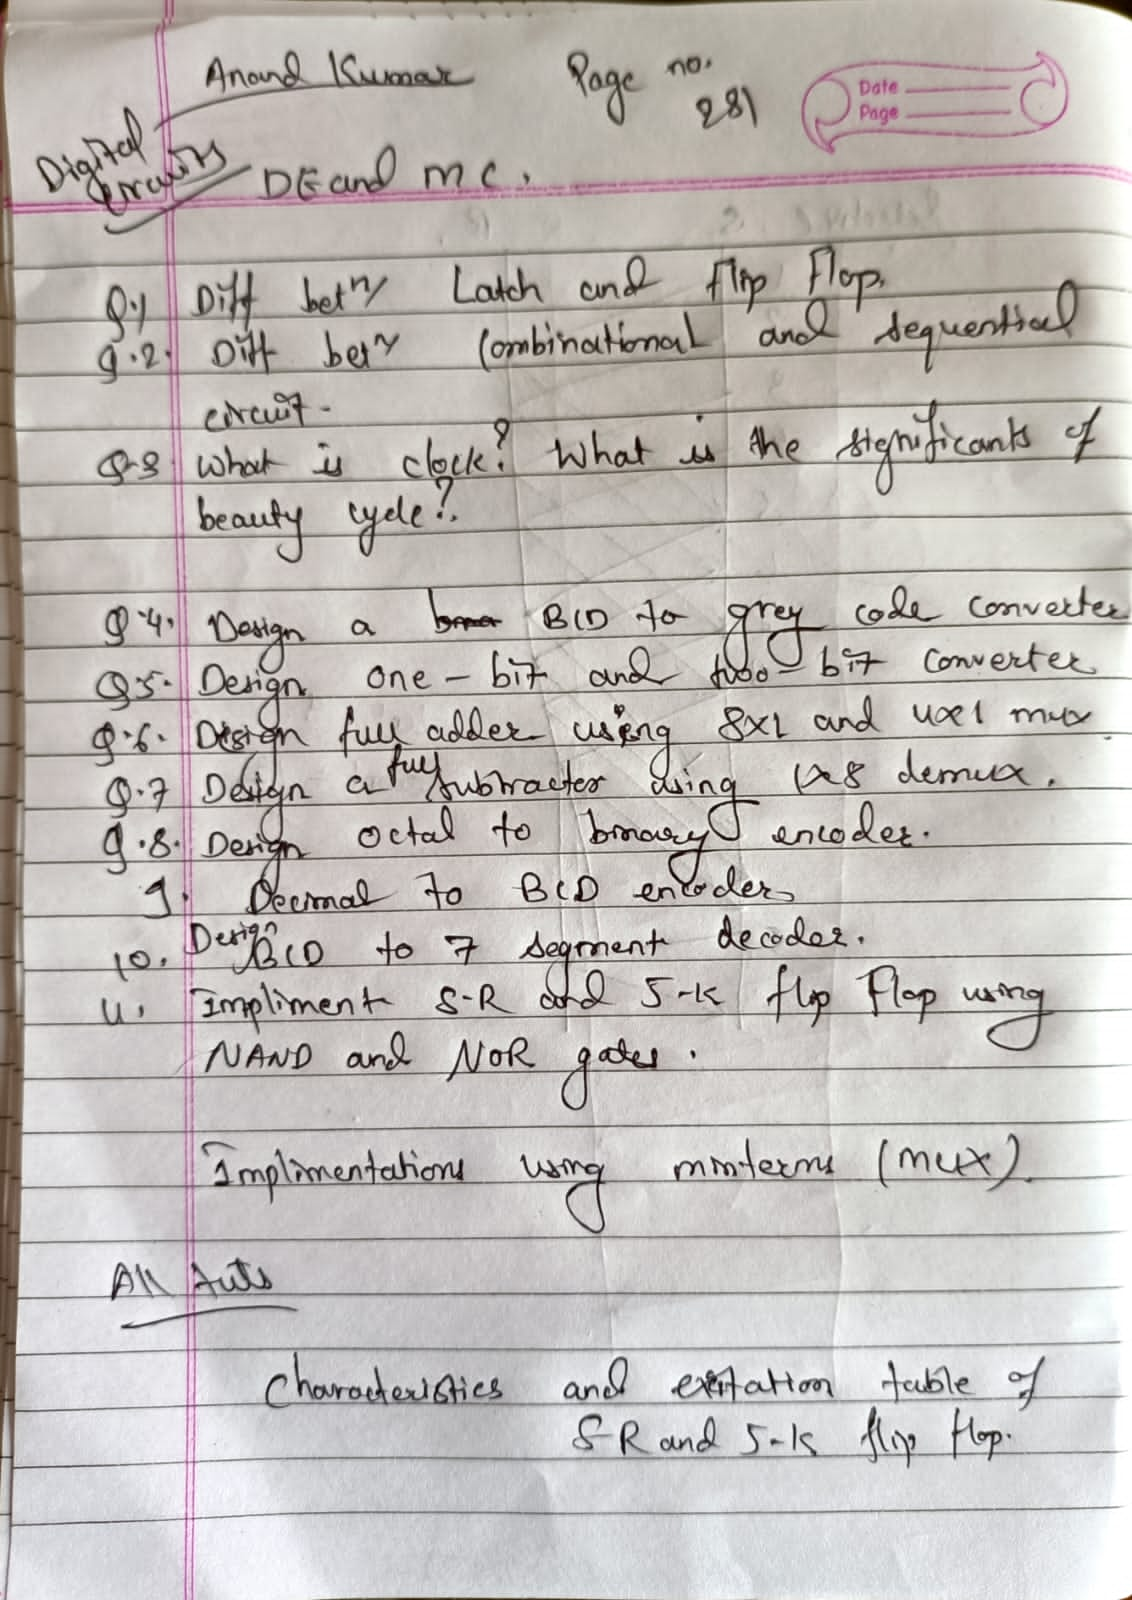 Anand Kumar Page no.
281
Date
Page
Digital
circuits
DE and MC.
Q.1 Diff betn Latch and flip flop.
Q.2. Diff betn Combinational and sequential
circuit.
Q.3 What is clock? What is the significants of
beauty cycle?
Q.4. Design a BCD to grey code converter
Q5. Design one-bit and two-bit converter
Q.6. Design full adder using 8x1 and 4x1 mux
Q.7 Design a full subtracter using 1x8 demux.
Q.8. Design octal to binary encoder.
9. Decimal to BCD encoder
10. Design BCD to 7 segment decoder.
11. Impliment S-R and J-K flip flop using
NAND and NOR gates.
Implimentations using minterms (mux).
All
Characteristics and exitation table of
S-R and J-K flip flop.